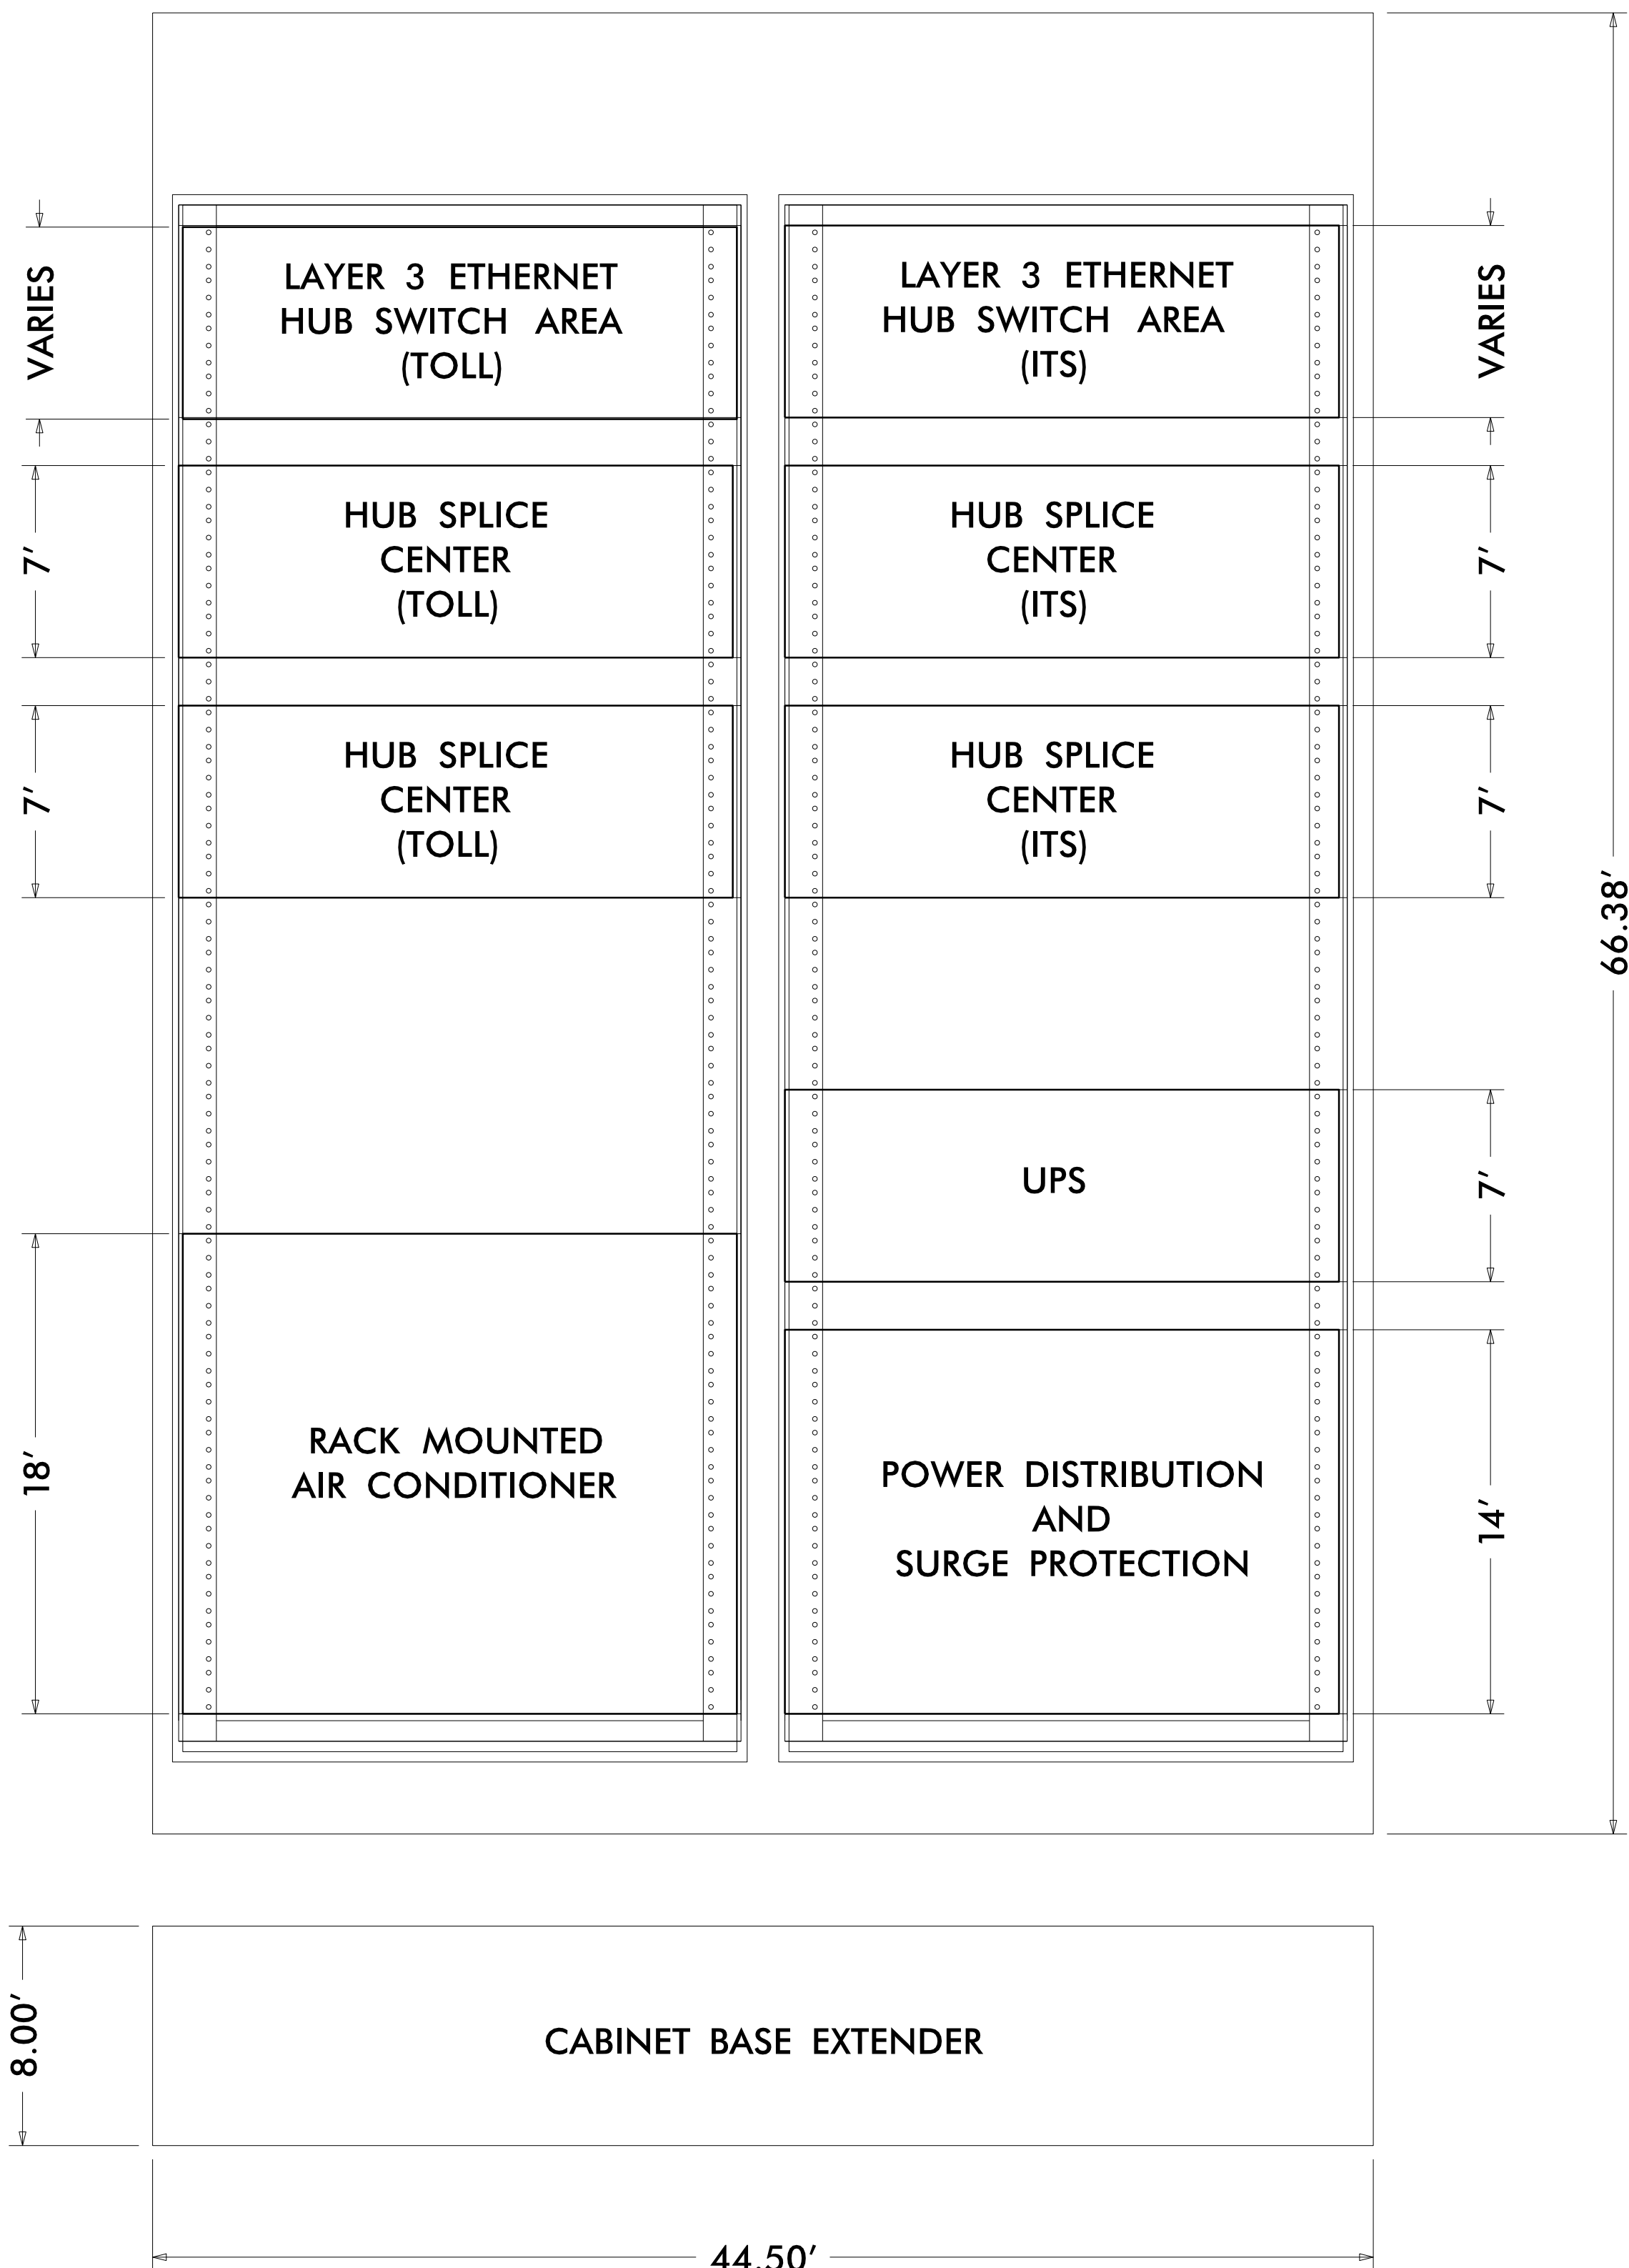 VARIES
LAYER 3 ETHERNET
HUB SWITCH AREA
(TOLL)
LAYER 3 ETHERNET
HUB SWITCH AREA
(ITS)
VARIES
7'
HUB SPLICE
CENTER
(TOLL)
HUB SPLICE
CENTER
(ITS)
7'
7'
HUB SPLICE
CENTER
(TOLL)
HUB SPLICE
CENTER
(ITS)
7'
66.38'
UPS
7'
18'
RACK MOUNTED
AIR CONDITIONER
POWER DISTRIBUTION
AND
SURGE PROTECTION
14'
8.00'
CABINET BASE EXTENDER
44.50'